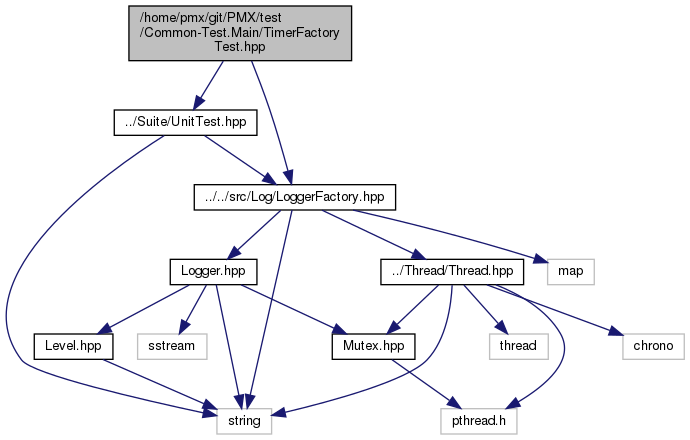 /home/pmx/git/PMX/test
/Common-Test.Main/TimerFactory
Test.hpp
../Suite/UnitTest.hpp
../../src/Log/LoggerFactory.hpp
Logger.hpp
../Thread/Thread.hpp
map
Level.hpp
sstream
Mutex.hpp
thread
chrono
string
pthread.h